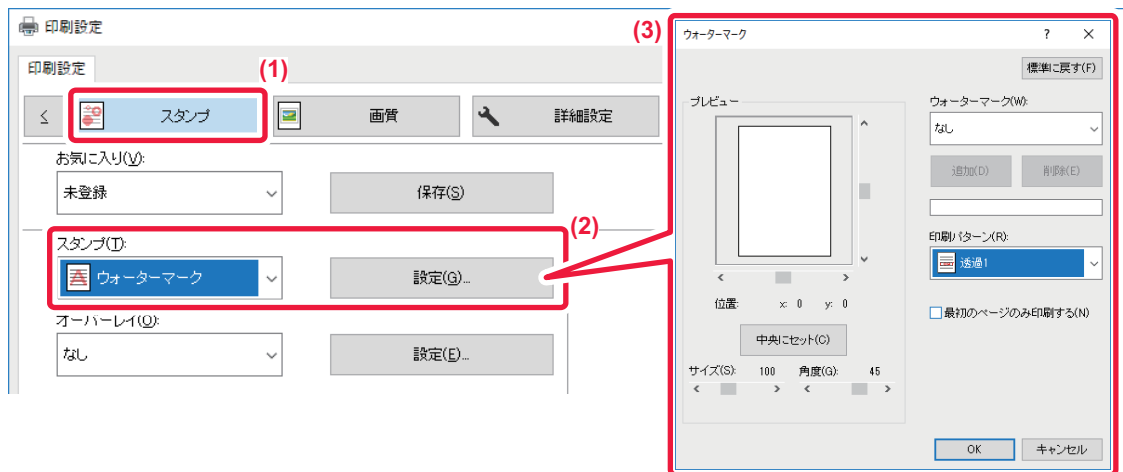 印刷設定
印刷設定
(1)
<
スタンプ
画質
詳細設定
お気に入り(V):
未登録
保存(S)
(2)
スタンプ(T):
ウォーターマーク
設定(G)...
オーバーレイ(O):
なし
設定(E)...
(3)
ウォーターマーク
?
標準に戻す(F)
プレビュー
位置: x: 0 y: 0
中央にセット(C)
サイズ(S): 100 角度(G): 45
ウォーターマーク(W):
なし
追加(D)
削除(E)
印刷パターン(R):
透過1
最初のページのみ印刷する(N)
OK
キャンセル